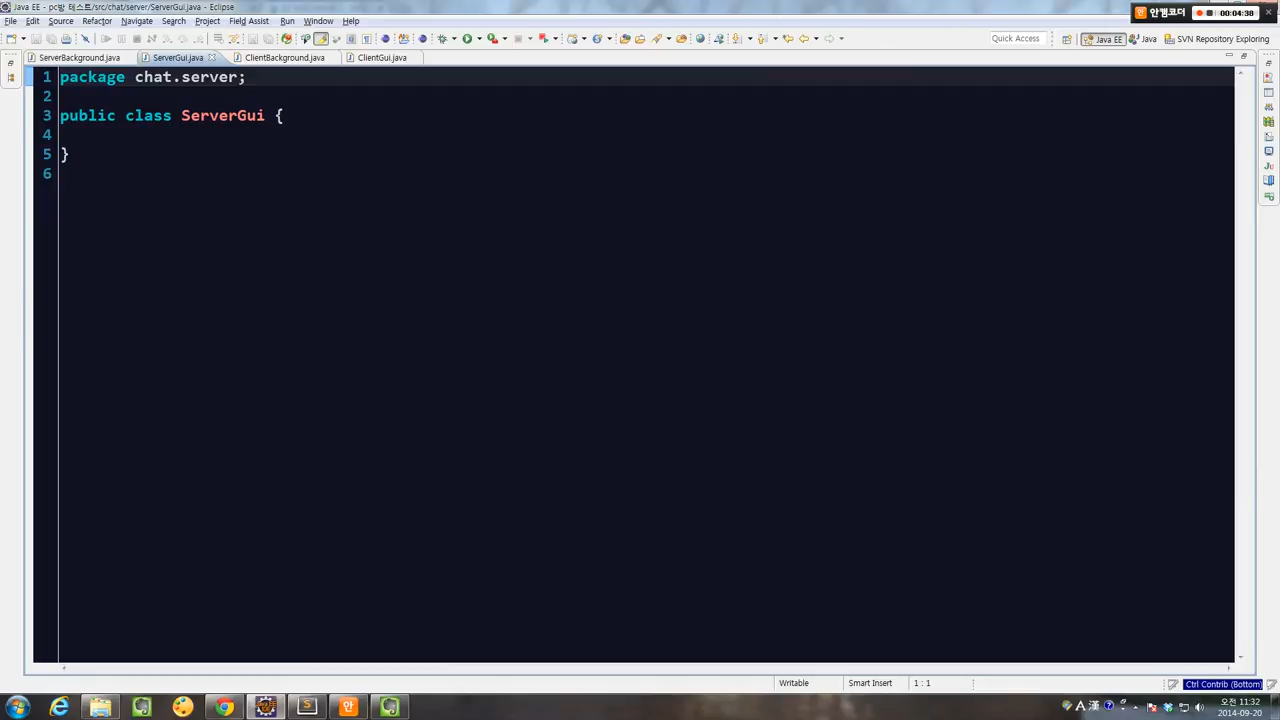 Java EE - pc방 테스트/src/chat/server/ServerGui.java - Eclipse
안캠코더 00:04:38
File Edit Source Refactor Navigate Search Project Field Assist Run Window Help
Quick Access Java EE Java SVN Repository Exploring
ServerBackground.java ServerGui.java ClientBackground.java ClientGui.java
1 package chat.server;
2
3 public class ServerGui {
4
5 }
6
Writable Smart Insert 1 : 1 Ctrl Contrib (Bottom)
A 漢
오전 11:32
2014-09-20